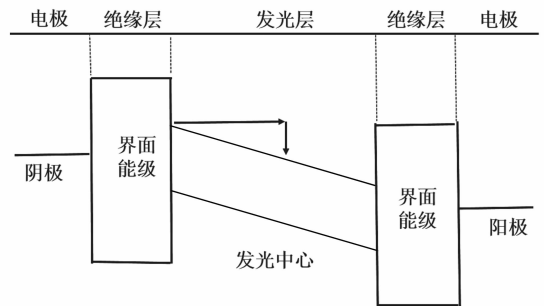 电极 绝缘层 发光层 绝缘层 电极
界面
能级
阴极
界面
能级
阳极
发光中心